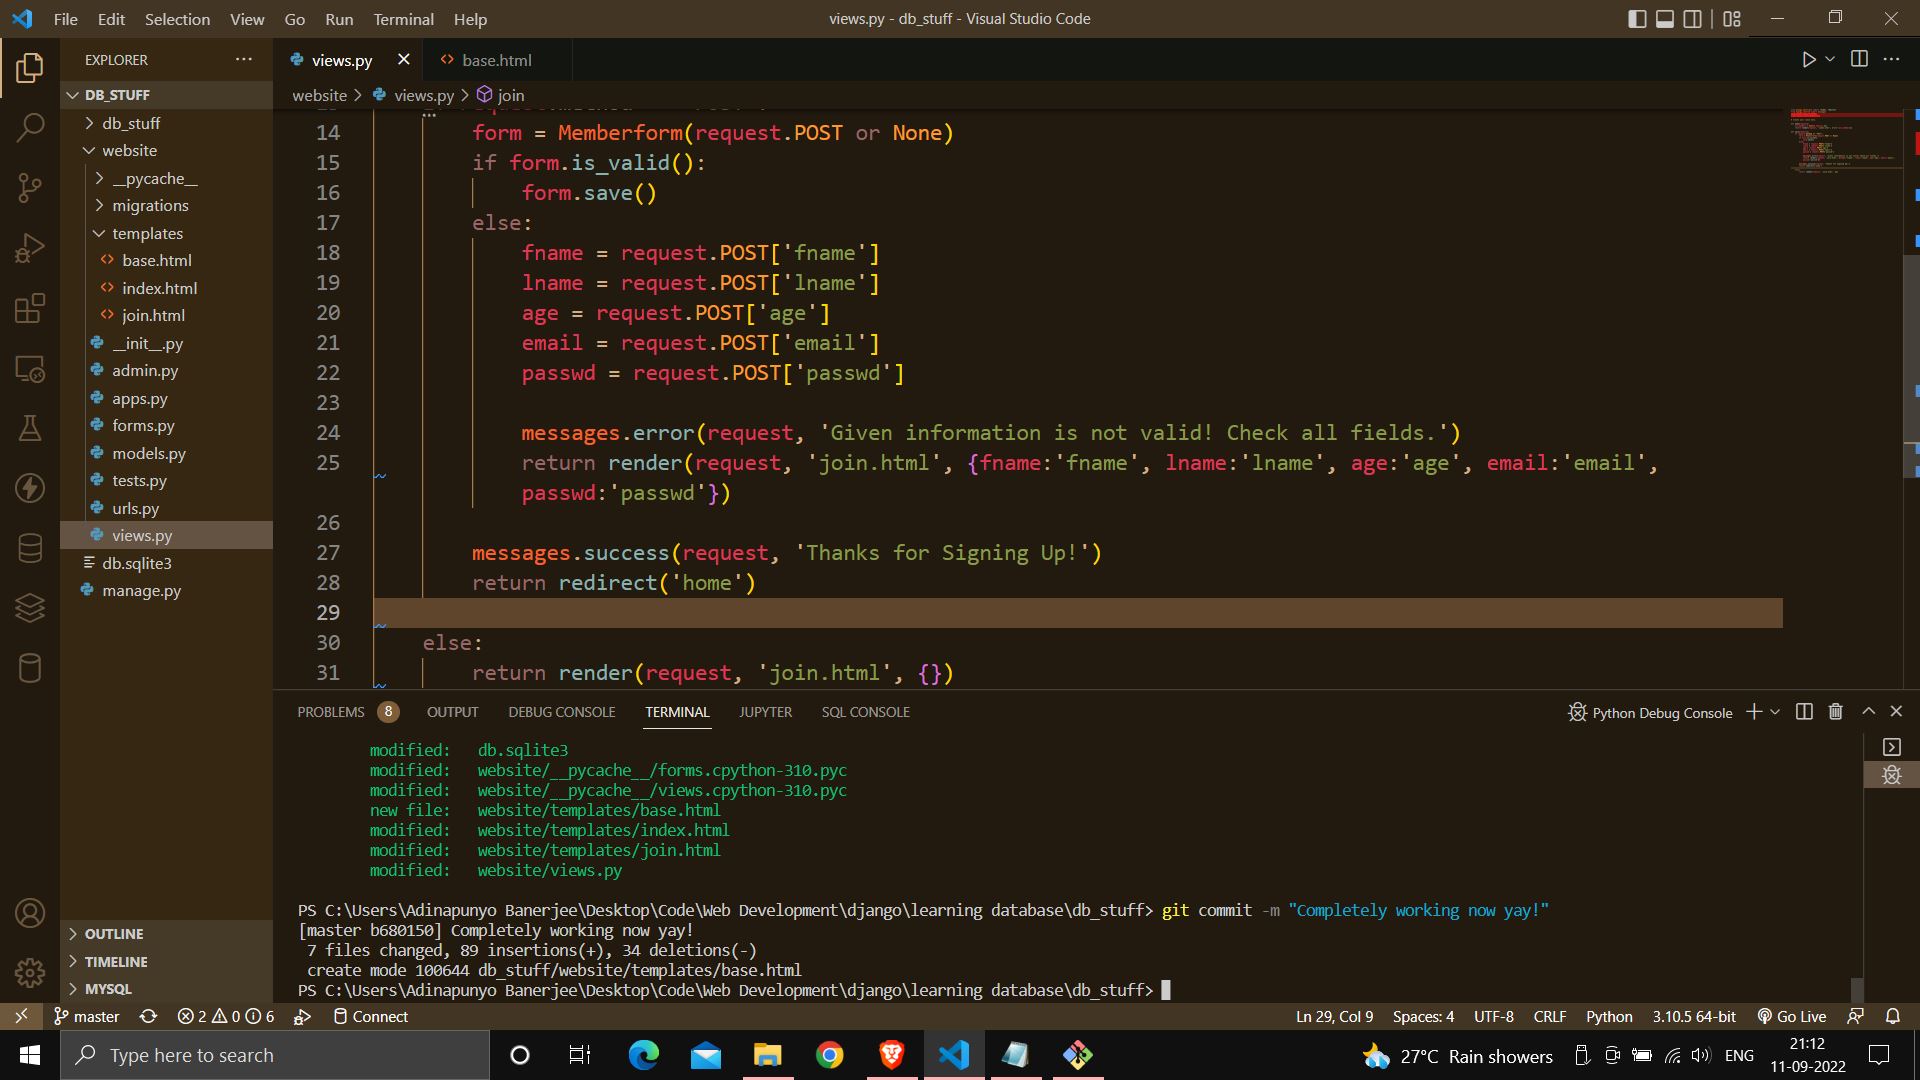 File Edit Selection View Go Run Terminal Help
views.py - db_stuff - Visual Studio Code
EXPLORER
DB_STUFF
db_stuff
website
__pycache__
migrations
templates
base.html
index.html
join.html
__init__.py
admin.py
apps.py
forms.py
models.py
tests.py
urls.py
views.py
db.sqlite3
manage.py
OUTLINE
TIMELINE
MYSQL
views.py base.html
website > views.py > join
14 form = Memberform(request.POST or None)
15 if form.is_valid():
16 form.save()
17 else:
18 fname = request.POST['fname']
19 lname = request.POST['lname']
20 age = request.POST['age']
21 email = request.POST['email']
22 passwd = request.POST['passwd']
23
24 messages.error(request, 'Given information is not valid! Check all fields.')
25 return render(request, 'join.html', {fname:'fname', lname:'lname', age:'age', email:'email',
passwd:'passwd'})
26
27 messages.success(request, 'Thanks for Signing Up!')
28 return redirect('home')
29
30 else:
31 return render(request, 'join.html', {})
PROBLEMS 8 OUTPUT DEBUG CONSOLE TERMINAL JUPYTER SQL CONSOLE
Python Debug Console
modified: db.sqlite3
modified: website/__pycache__/forms.cpython-310.pyc
modified: website/__pycache__/views.cpython-310.pyc
new file: website/templates/base.html
modified: website/templates/index.html
modified: website/templates/join.html
modified: website/views.py
PS C:\Users\Adinapunyo Banerjee\Desktop\Code\Web Development\django\learning database\db_stuff> git commit -m "Completely working now yay!"
[master b680150] Completely working now yay!
7 files changed, 89 insertions(+), 34 deletions(-)
create mode 100644 db_stuff/website/templates/base.html
PS C:\Users\Adinapunyo Banerjee\Desktop\Code\Web Development\django\learning database\db_stuff>
master 2 0 6 Connect
Ln 29, Col 9 Spaces: 4 UTF-8 CRLF Python 3.10.5 64-bit Go Live
Type here to search
27°C Rain showers
ENG
21:12
11-09-2022